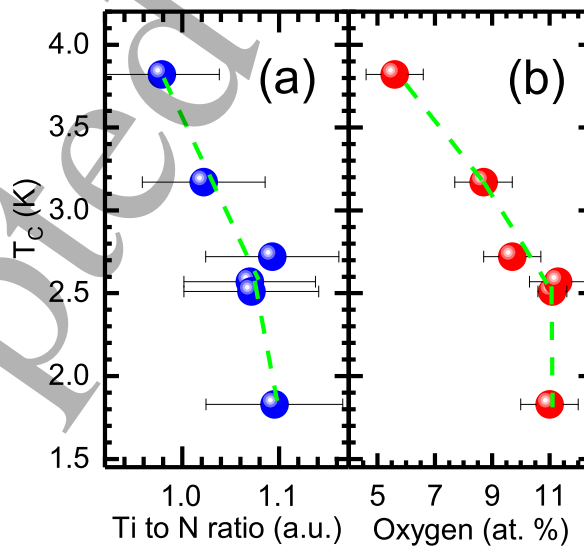 4.0
3.5
3.0
2.5
2.0
1.5
T_C (K)
(a)
(b)
1.0 1.1
5 7 9 11
Ti to N ratio (a.u.)
Oxygen (at. %)
pted